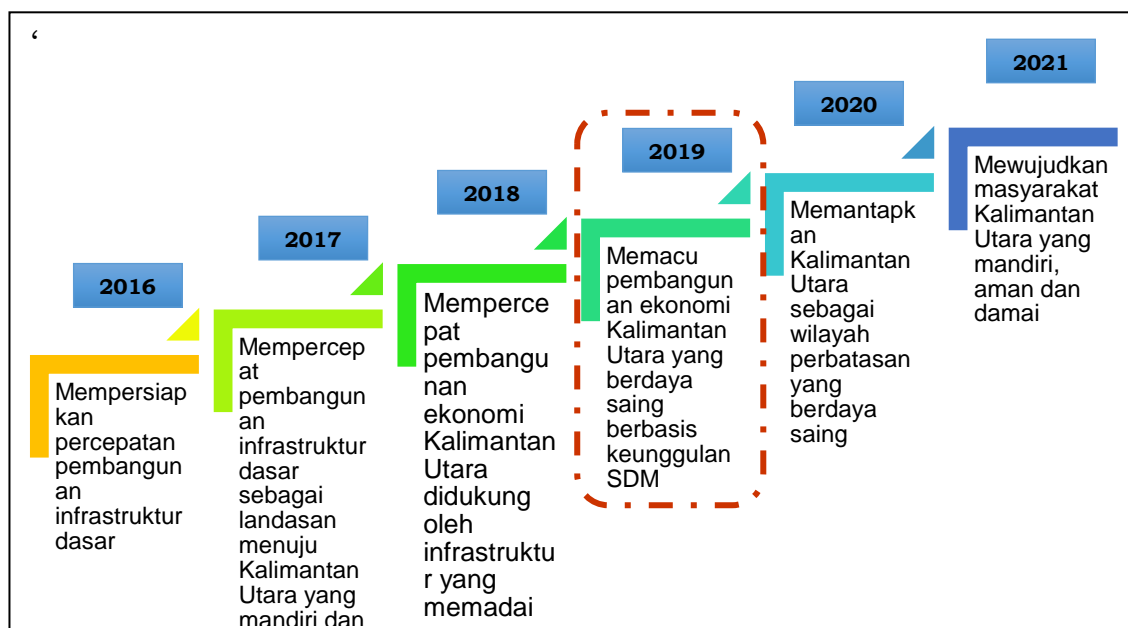 ‘
2016
Mempersiap
kan
percepatan
pembangun
an
infrastruktur
dasar
2017
Mempercep
at
pembangun
an
infrastruktur
dasar
sebagai
landasan
menuju
Kalimantan
Utara yang
mandiri dan
2018
Memperce
pat
pembangu
nan
ekonomi
Kalimantan
Utara
didukung
oleh
infrastruktu
r yang
memadai
2019
Memacu
pembangun
an ekonomi
Kalimantan
Utara yang
berdaya
saing
berbasis
keunggulan
SDM
2020
Memantapk
an
Kalimantan
Utara
sebagai
wilayah
perbatasan
yang
berdaya
saing
2021
Mewujudkan
masyarakat
Kalimantan
Utara yang
mandiri,
aman dan
damai